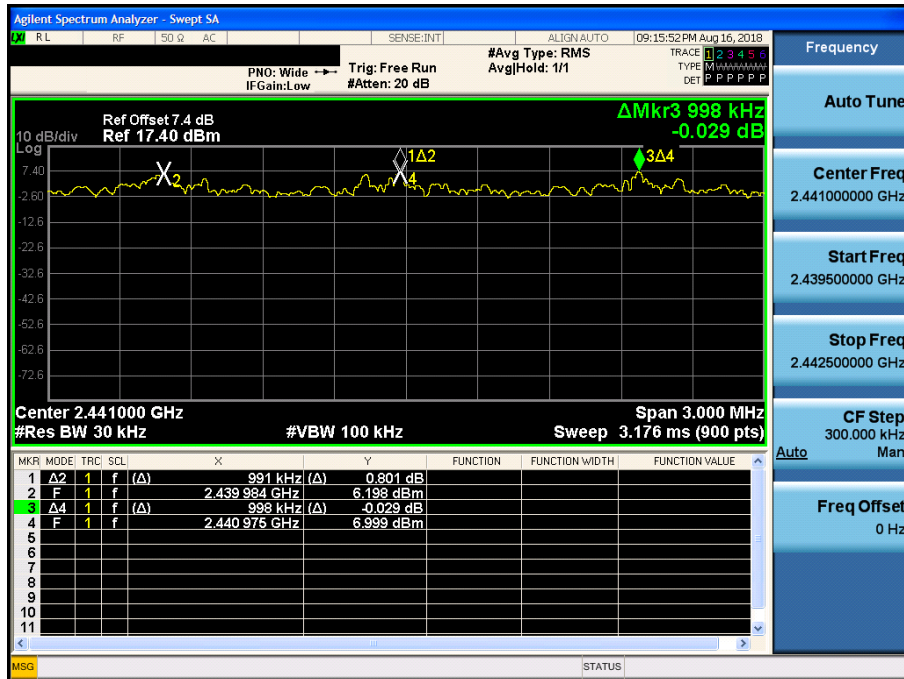 Agilent Spectrum Analyzer - Swept SA
LXI RL RF 50 Ω AC SENSE:INT ALIGN AUTO 09:15:52 PM Aug 16, 2018
Frequency
PNO: Wide Trig: Free Run #Avg Type: RMS TRACE 1 2 3 4 5 6
IFGain:Low #Atten: 20 dB Avg|Hold: 1/1 TYPE M WWWWW
DET P P P P P P
Auto Tune
ΔMkr3 998 kHz
-0.029 dB
Ref Offset 7.4 dB
10 dB/div Ref 17.40 dBm
Log
1Δ2
3Δ4
2
4
7.40
-2.60
-12.6
-22.6
-32.6
-42.6
-52.6
-62.6
-72.6
Center 2.441000 GHz Span 3.000 MHz
#Res BW 30 kHz #VBW 100 kHz Sweep 3.176 ms (900 pts)
Center Freq
2.441000000 GHz
Start Freq
2.439500000 GHz
Stop Freq
2.442500000 GHz
CF Step
300.000 kHz
Auto Man
Freq Offset
0 Hz
MKR MODE TRC SCL X Y FUNCTION FUNCTION WIDTH FUNCTION VALUE
1 Δ2 1 f (Δ) 991 kHz (Δ) 0.801 dB
2 F 1 f 2.439 984 GHz 6.198 dBm
3 Δ4 1 f (Δ) 998 kHz (Δ) -0.029 dB
4 F 1 f 2.440 975 GHz 6.999 dBm
5
6
7
8
9
10
11
MSG STATUS